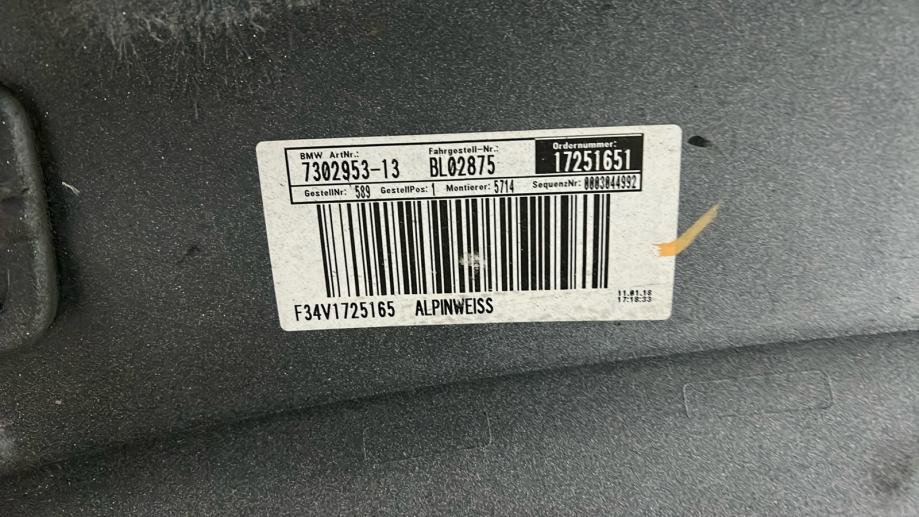 BMW ArtNr.: Fahrgestell-Nr.: Ordernummer:
7302953-13 BL02875 17251651
GestellNr: 589 GestellPos: 1 Montierer: 5714 SequenzNr: 0003044992
F34V1725165 ALPINWEISS
11.01.18
17:18:33